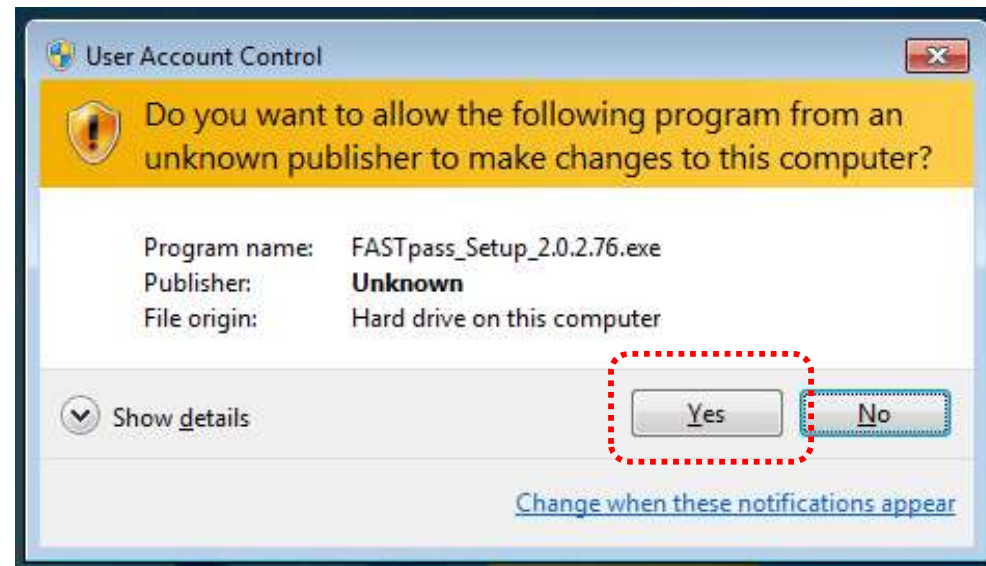 User Account Control
Do you want to allow the following program from an
unknown publisher to make changes to this computer?
Program name: FASTpass_Setup_2.0.2.76.exe
Publisher: Unknown
File origin: Hard drive on this computer
Show details Yes No
Change when these notifications appear